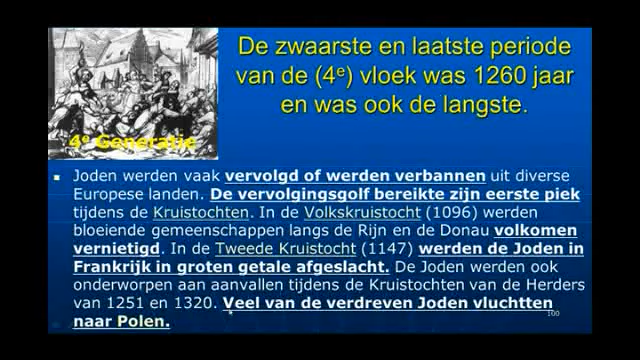 De zwaarste en laatste periode
van de (4e) vloek was 1260 jaar
en was ook de langste.
4e Generatie
Joden werden vaak vervolgd of werden verbannen uit diverse
Europese landen. De vervolgingsgolf bereikte zijn eerste piek
tijdens de Kruistochten. In de Volkskruistocht (1096) werden
bloeiende gemeenschappen langs de Rijn en de Donau volkomen
vernietigd. In de Tweede Kruistocht (1147) werden de Joden in
Frankrijk in groten getale afgeslacht. De Joden werden ook
onderworpen aan aanvallen tijdens de Kruistochten van de Herders
van 1251 en 1320. Veel van de verdreven Joden vluchtten
naar Polen.
100